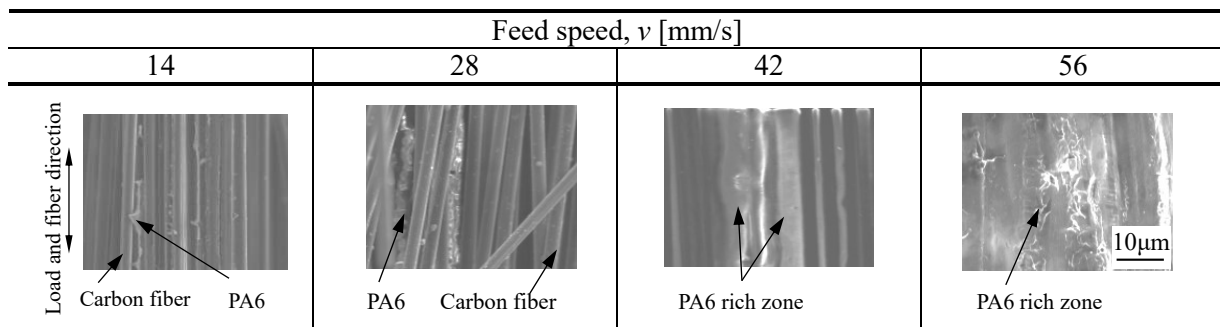 Feed speed, v [mm/s]
14 28 42 56
Load and fiber direction
Carbon fiber PA6
PA6 Carbon fiber
PA6 rich zone
PA6 rich zone
10μm